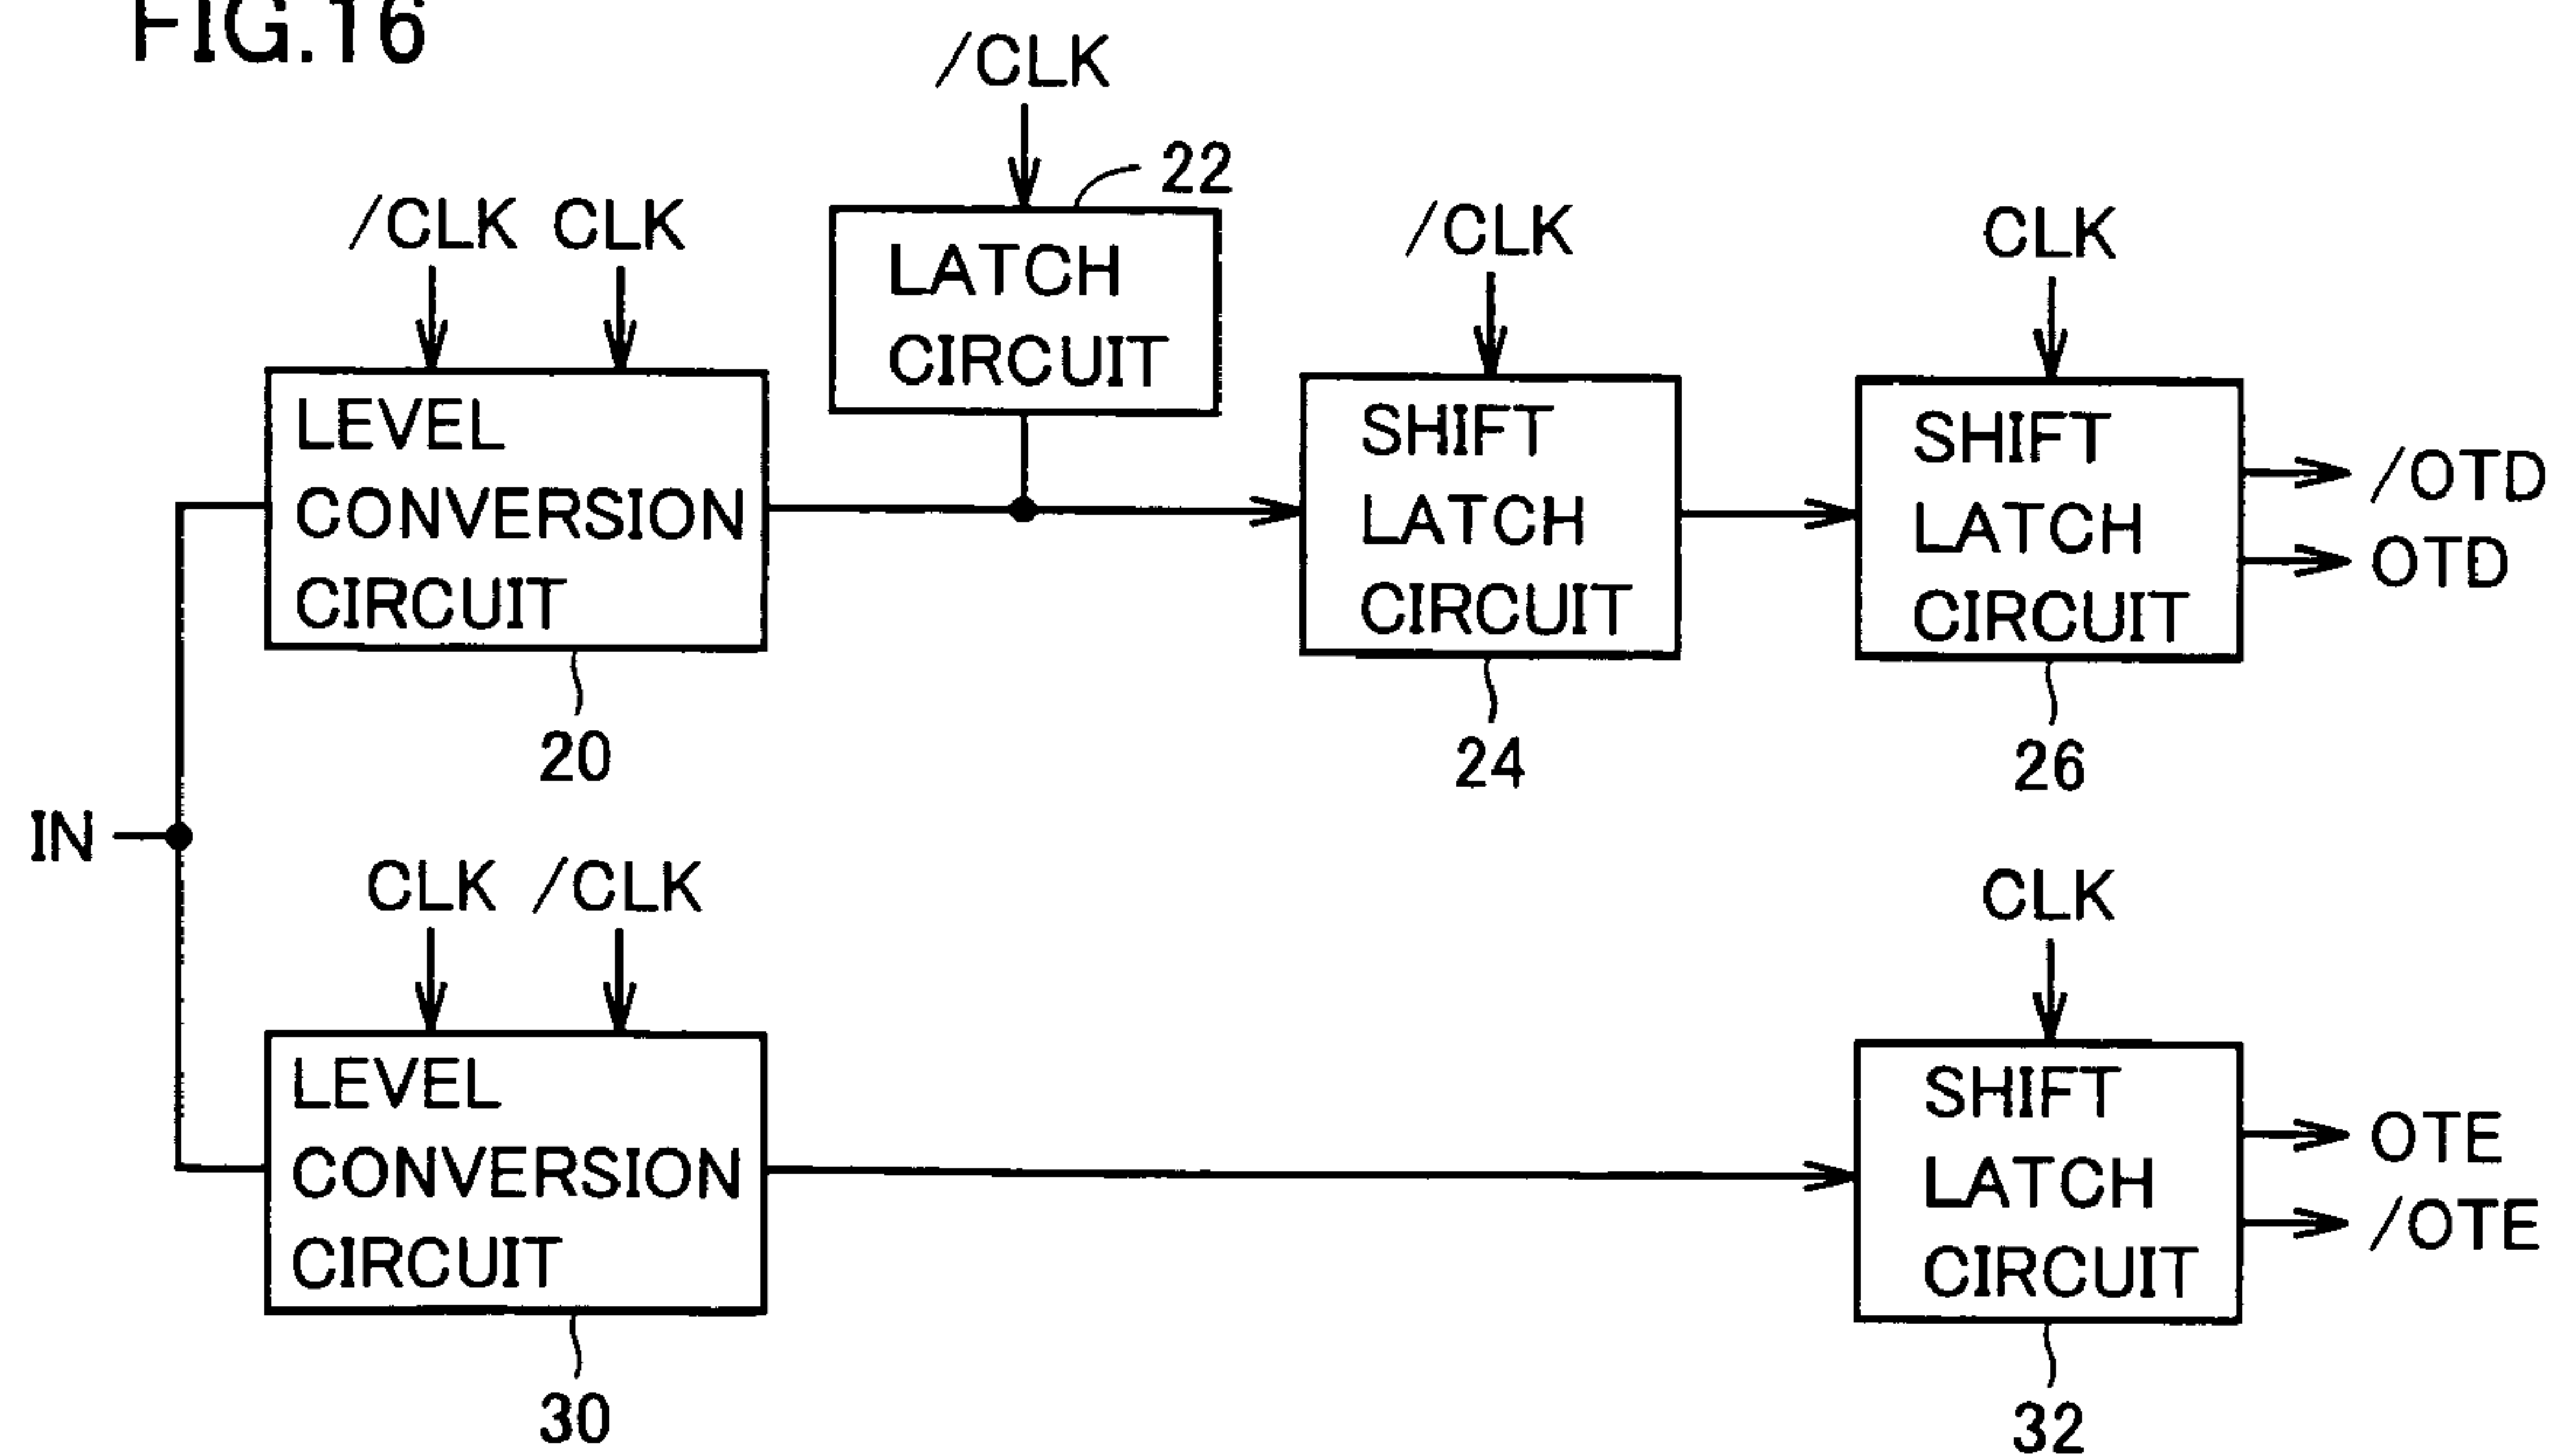 FIG.16
/CLK
22
LATCH
CIRCUIT
/CLK CLK
/CLK
CLK
LEVEL
CONVERSION
CIRCUIT
20
SHIFT
LATCH
CIRCUIT
24
SHIFT
LATCH
CIRCUIT
26
/OTD
OTD
IN
CLK /CLK
LEVEL
CONVERSION
CIRCUIT
30
CLK
SHIFT
LATCH
CIRCUIT
32
OTE
/OTE